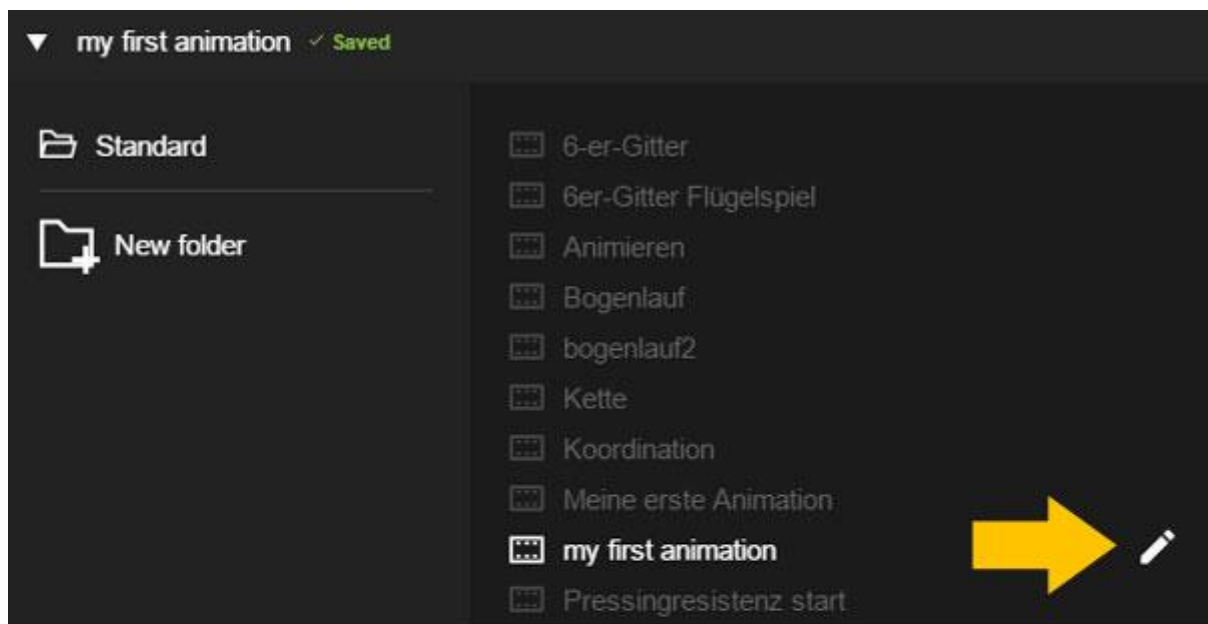 my first animation ✓ Saved
Standard
New folder
6-er-Gitter
6er-Gitter Flügelspiel
Animieren
Bogenlauf
bogenlauf2
Kette
Koordination
Meine erste Animation
my first animation
Pressingresistenz start